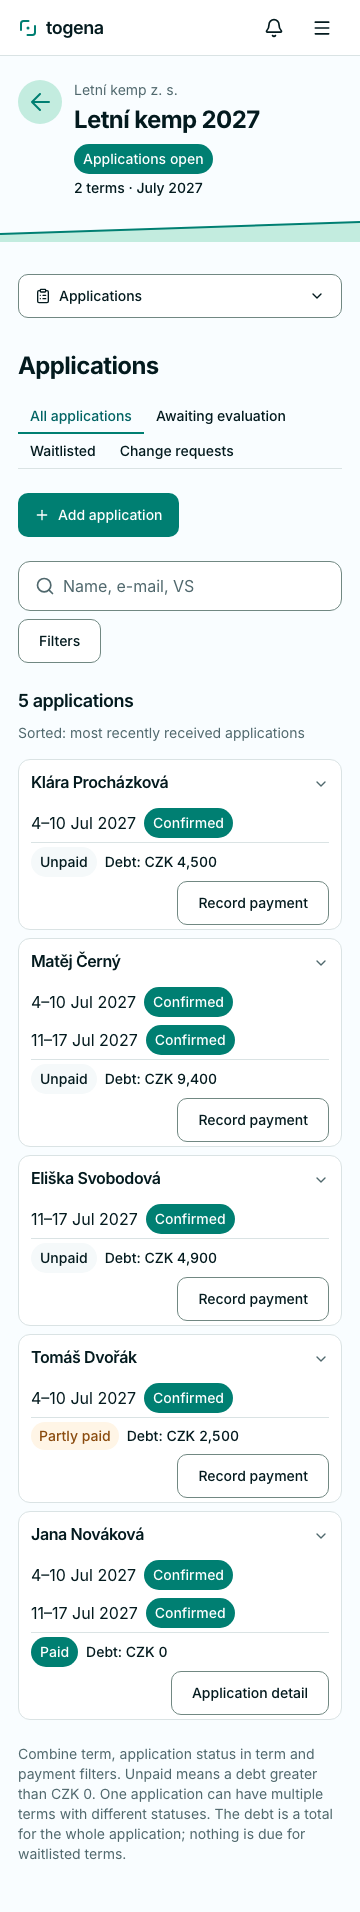 togena
Letní kemp z. s.
Letní kemp 2027
Applications open
2 terms · July 2027
Applications
Applications
All applications Awaiting evaluation
Waitlisted Change requests
+ Add application
Name, e-mail, VS
Filters
5 applications
Sorted: most recently received applications
Klára Procházková
4–10 Jul 2027 Confirmed
Unpaid Debt: CZK 4,500
Record payment
Matěj Černý
4–10 Jul 2027 Confirmed
11–17 Jul 2027 Confirmed
Unpaid Debt: CZK 9,400
Record payment
Eliška Svobodová
11–17 Jul 2027 Confirmed
Unpaid Debt: CZK 4,900
Record payment
Tomáš Dvořák
4–10 Jul 2027 Confirmed
Partly paid Debt: CZK 2,500
Record payment
Jana Nováková
4–10 Jul 2027 Confirmed
11–17 Jul 2027 Confirmed
Paid Debt: CZK 0
Application detail
Combine term, application status in term and
payment filters. Unpaid means a debt greater
than CZK 0. One application can have multiple
terms with different statuses. The debt is a total
for the whole application; nothing is due for
waitlisted terms.